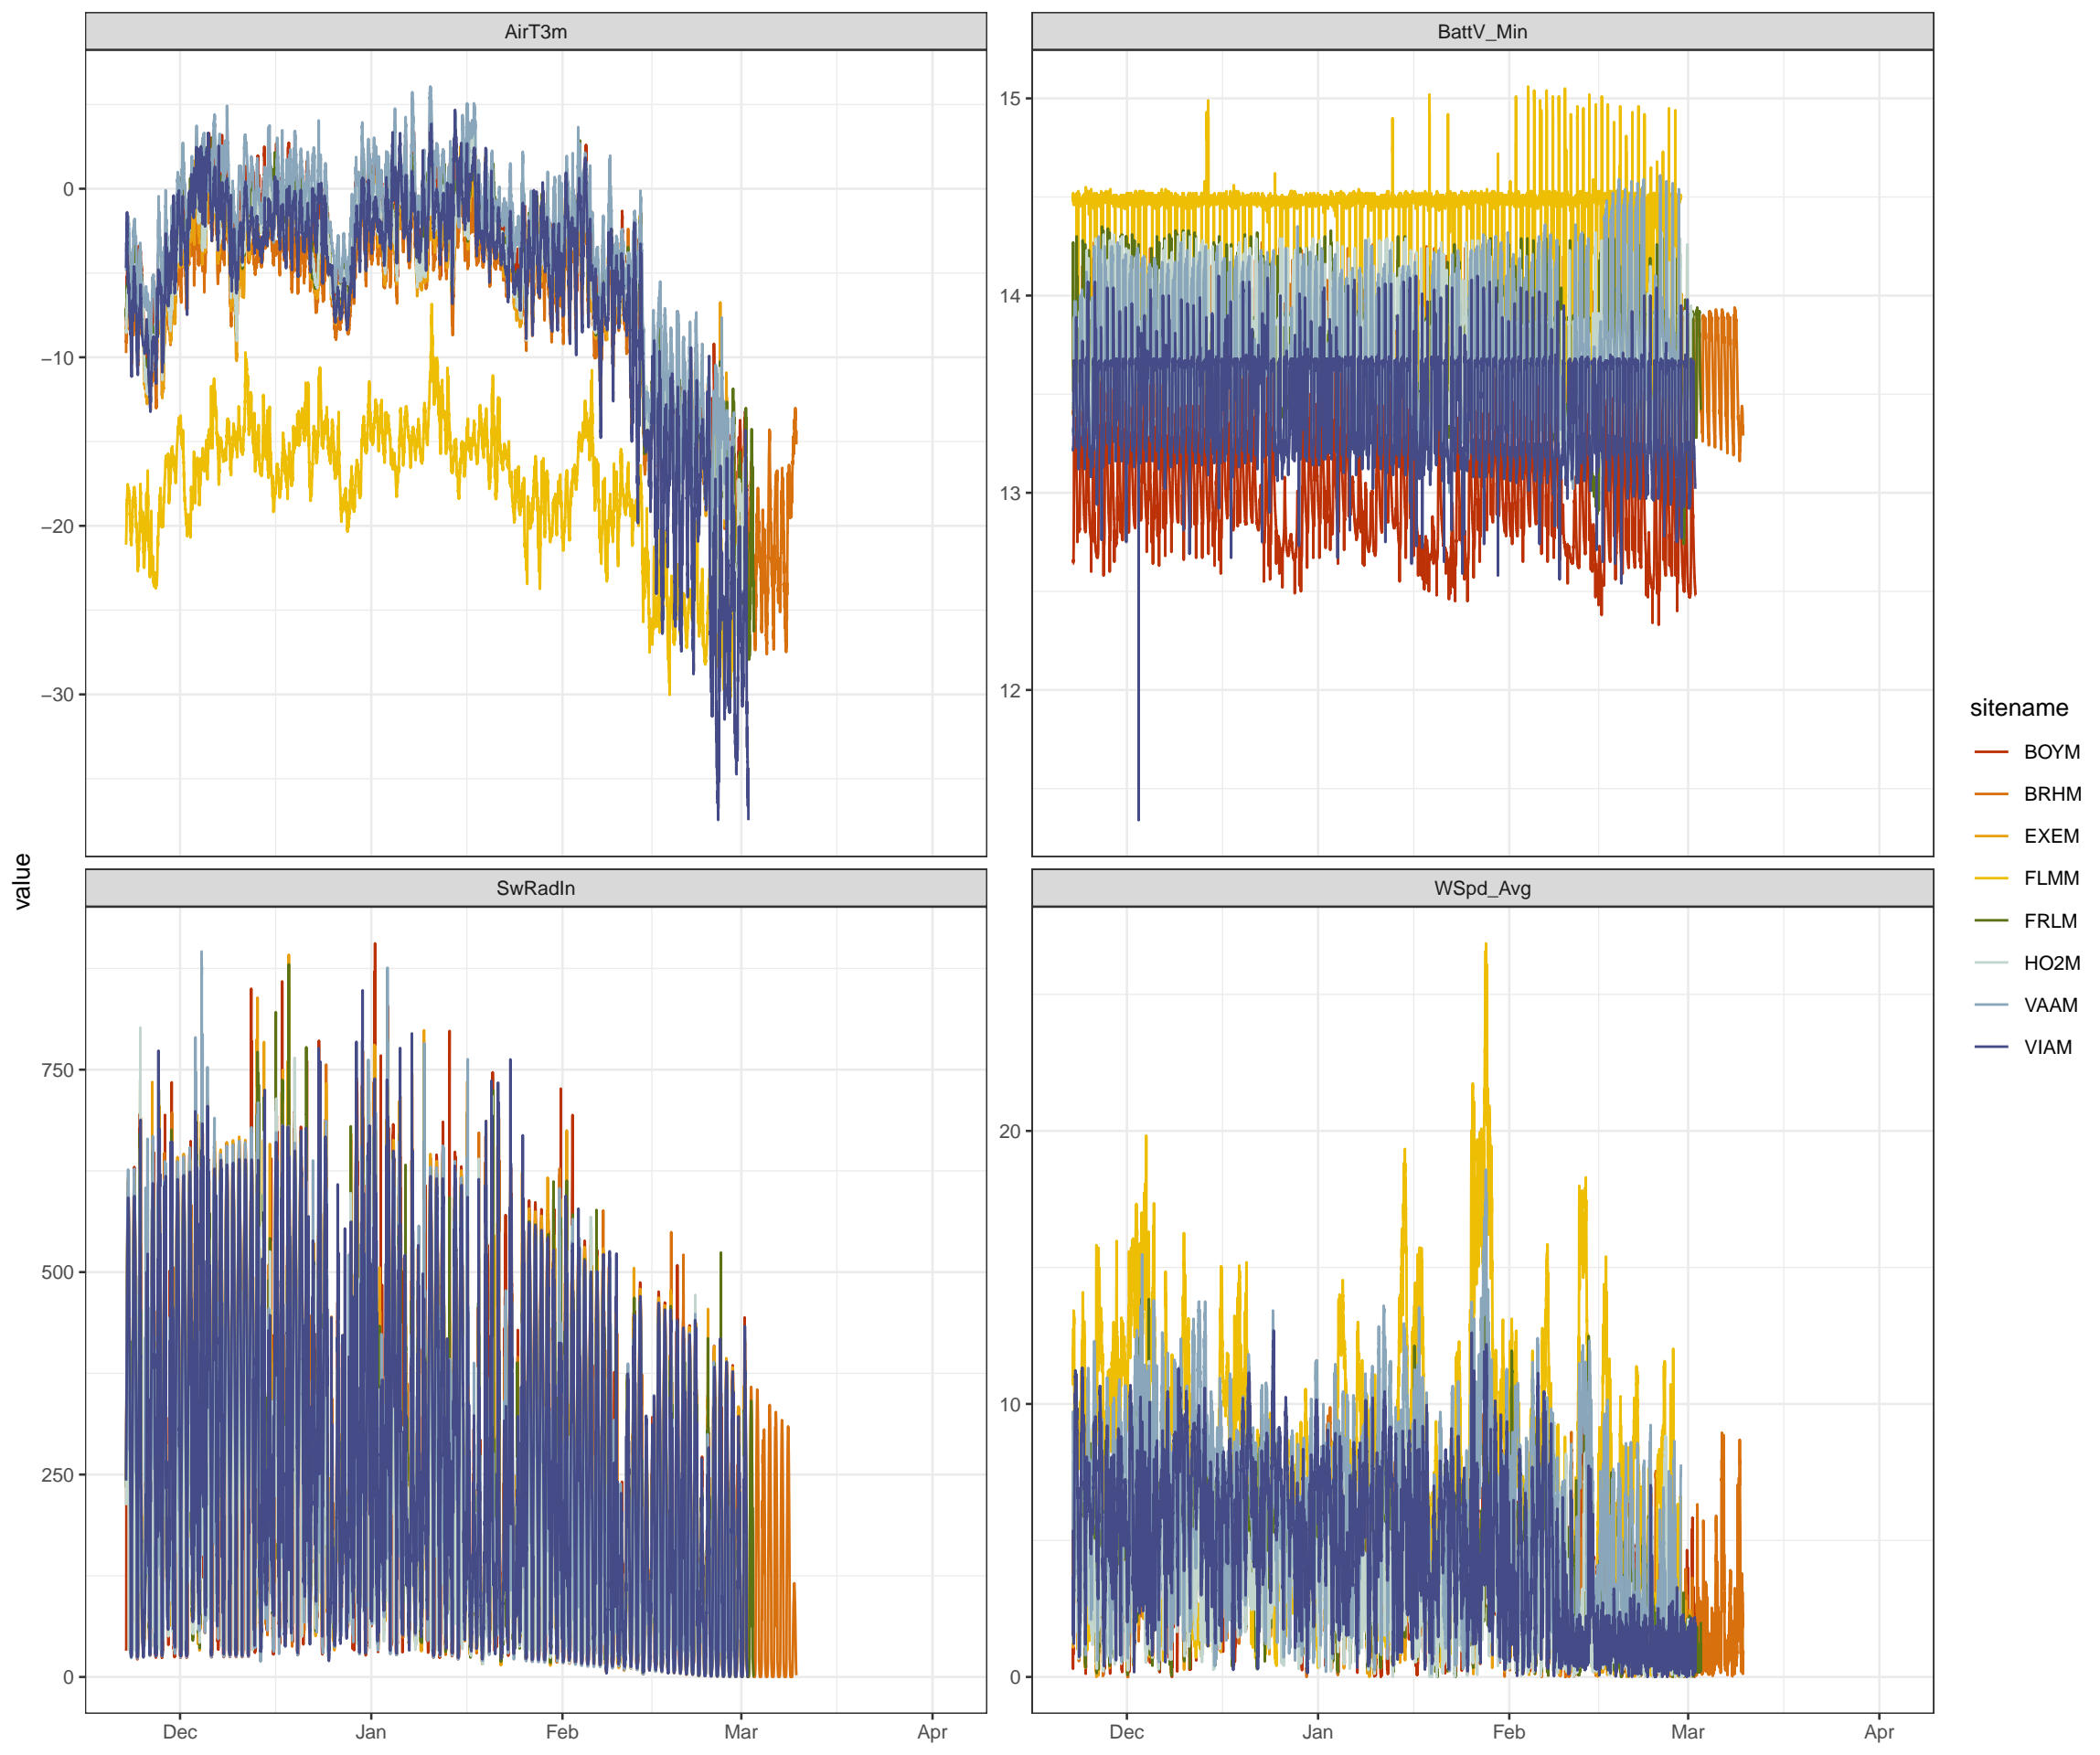 AirT3m
BattV_Min
0
−10
−20
−30
15
14
13
12
value
SwRadIn
WSpd_Avg
750
500
250
0
20
10
0
Dec Jan Feb Mar Apr
Dec Jan Feb Mar Apr
sitename
BOYM
BRHM
EXEM
FLMM
FRLM
HO2M
VAAM
VIAM